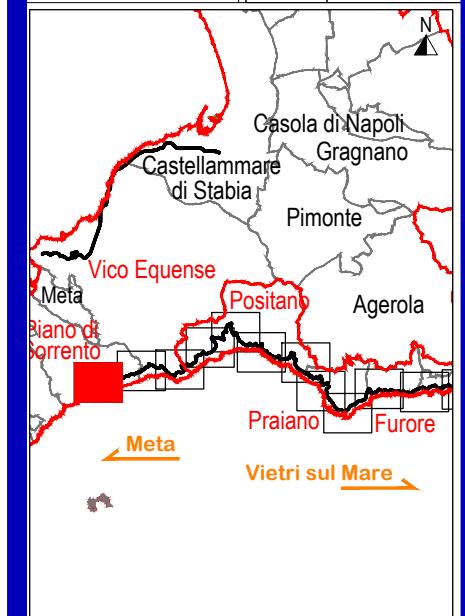 N
Casola di Napoli
Gragnano
Castellammare
di Stabia
Pimonte
Vico Equense
Meta
Positano
Agerola
Piano di
Sorrento
Praiano
Furore
Meta
Vietri sul Mare